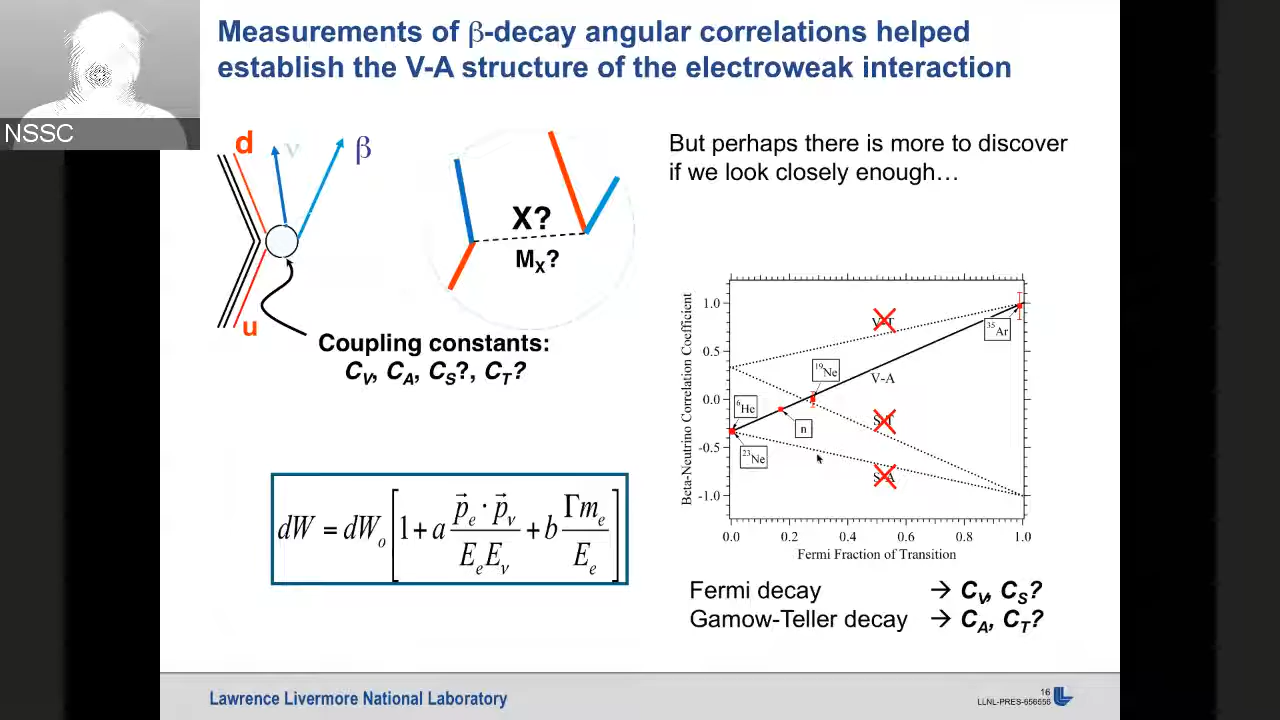 Measurements of β-decay angular correlations helped
establish the V-A structure of the electroweak interaction
NSSC
d
ν
β
u
X?
M_X?
Coupling constants:
C_V, C_A, C_S?, C_T?
dW = dW_o [1 + a (p⃗_e · p⃗_ν)/(E_e E_ν) + b (Γ m_e)/(E_e)]
But perhaps there is more to discover
if we look closely enough…
Beta-Neutrino Correlation Coefficient
1.0
0.5
0.0
-0.5
-1.0
V-T
³⁵Ar
¹⁹Ne
V-A
⁶He
n
S-T
²³Ne
S-A
0.0 0.2 0.4 0.6 0.8 1.0
Fermi Fraction of Transition
Fermi decay → C_V, C_S?
Gamow-Teller decay → C_A, C_T?
Lawrence Livermore National Laboratory
16
LLNL-PRES-656556